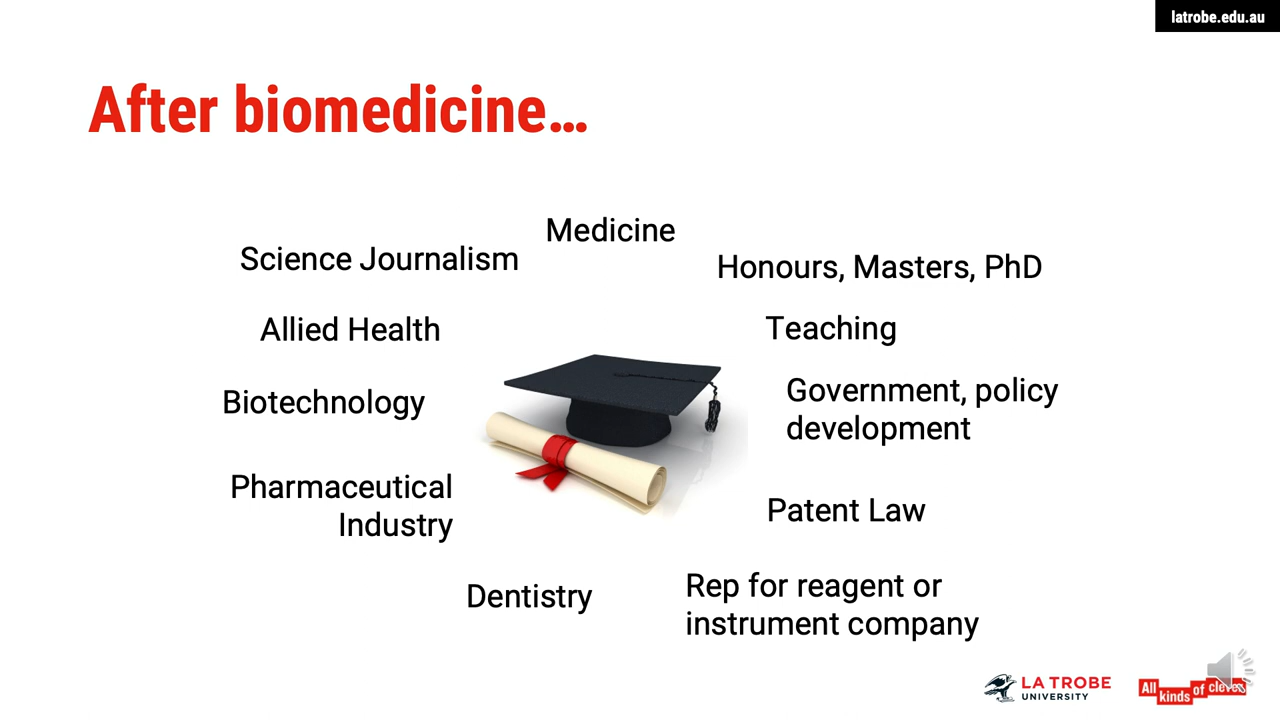 latrobe.edu.au
After biomedicine…
Medicine
Science Journalism
Honours, Masters, PhD
Allied Health
Teaching
Biotechnology
Government, policy
development
Pharmaceutical
Industry
Patent Law
Dentistry
Rep for reagent or
instrument company
LA TROBE
UNIVERSITY
All kinds of clever